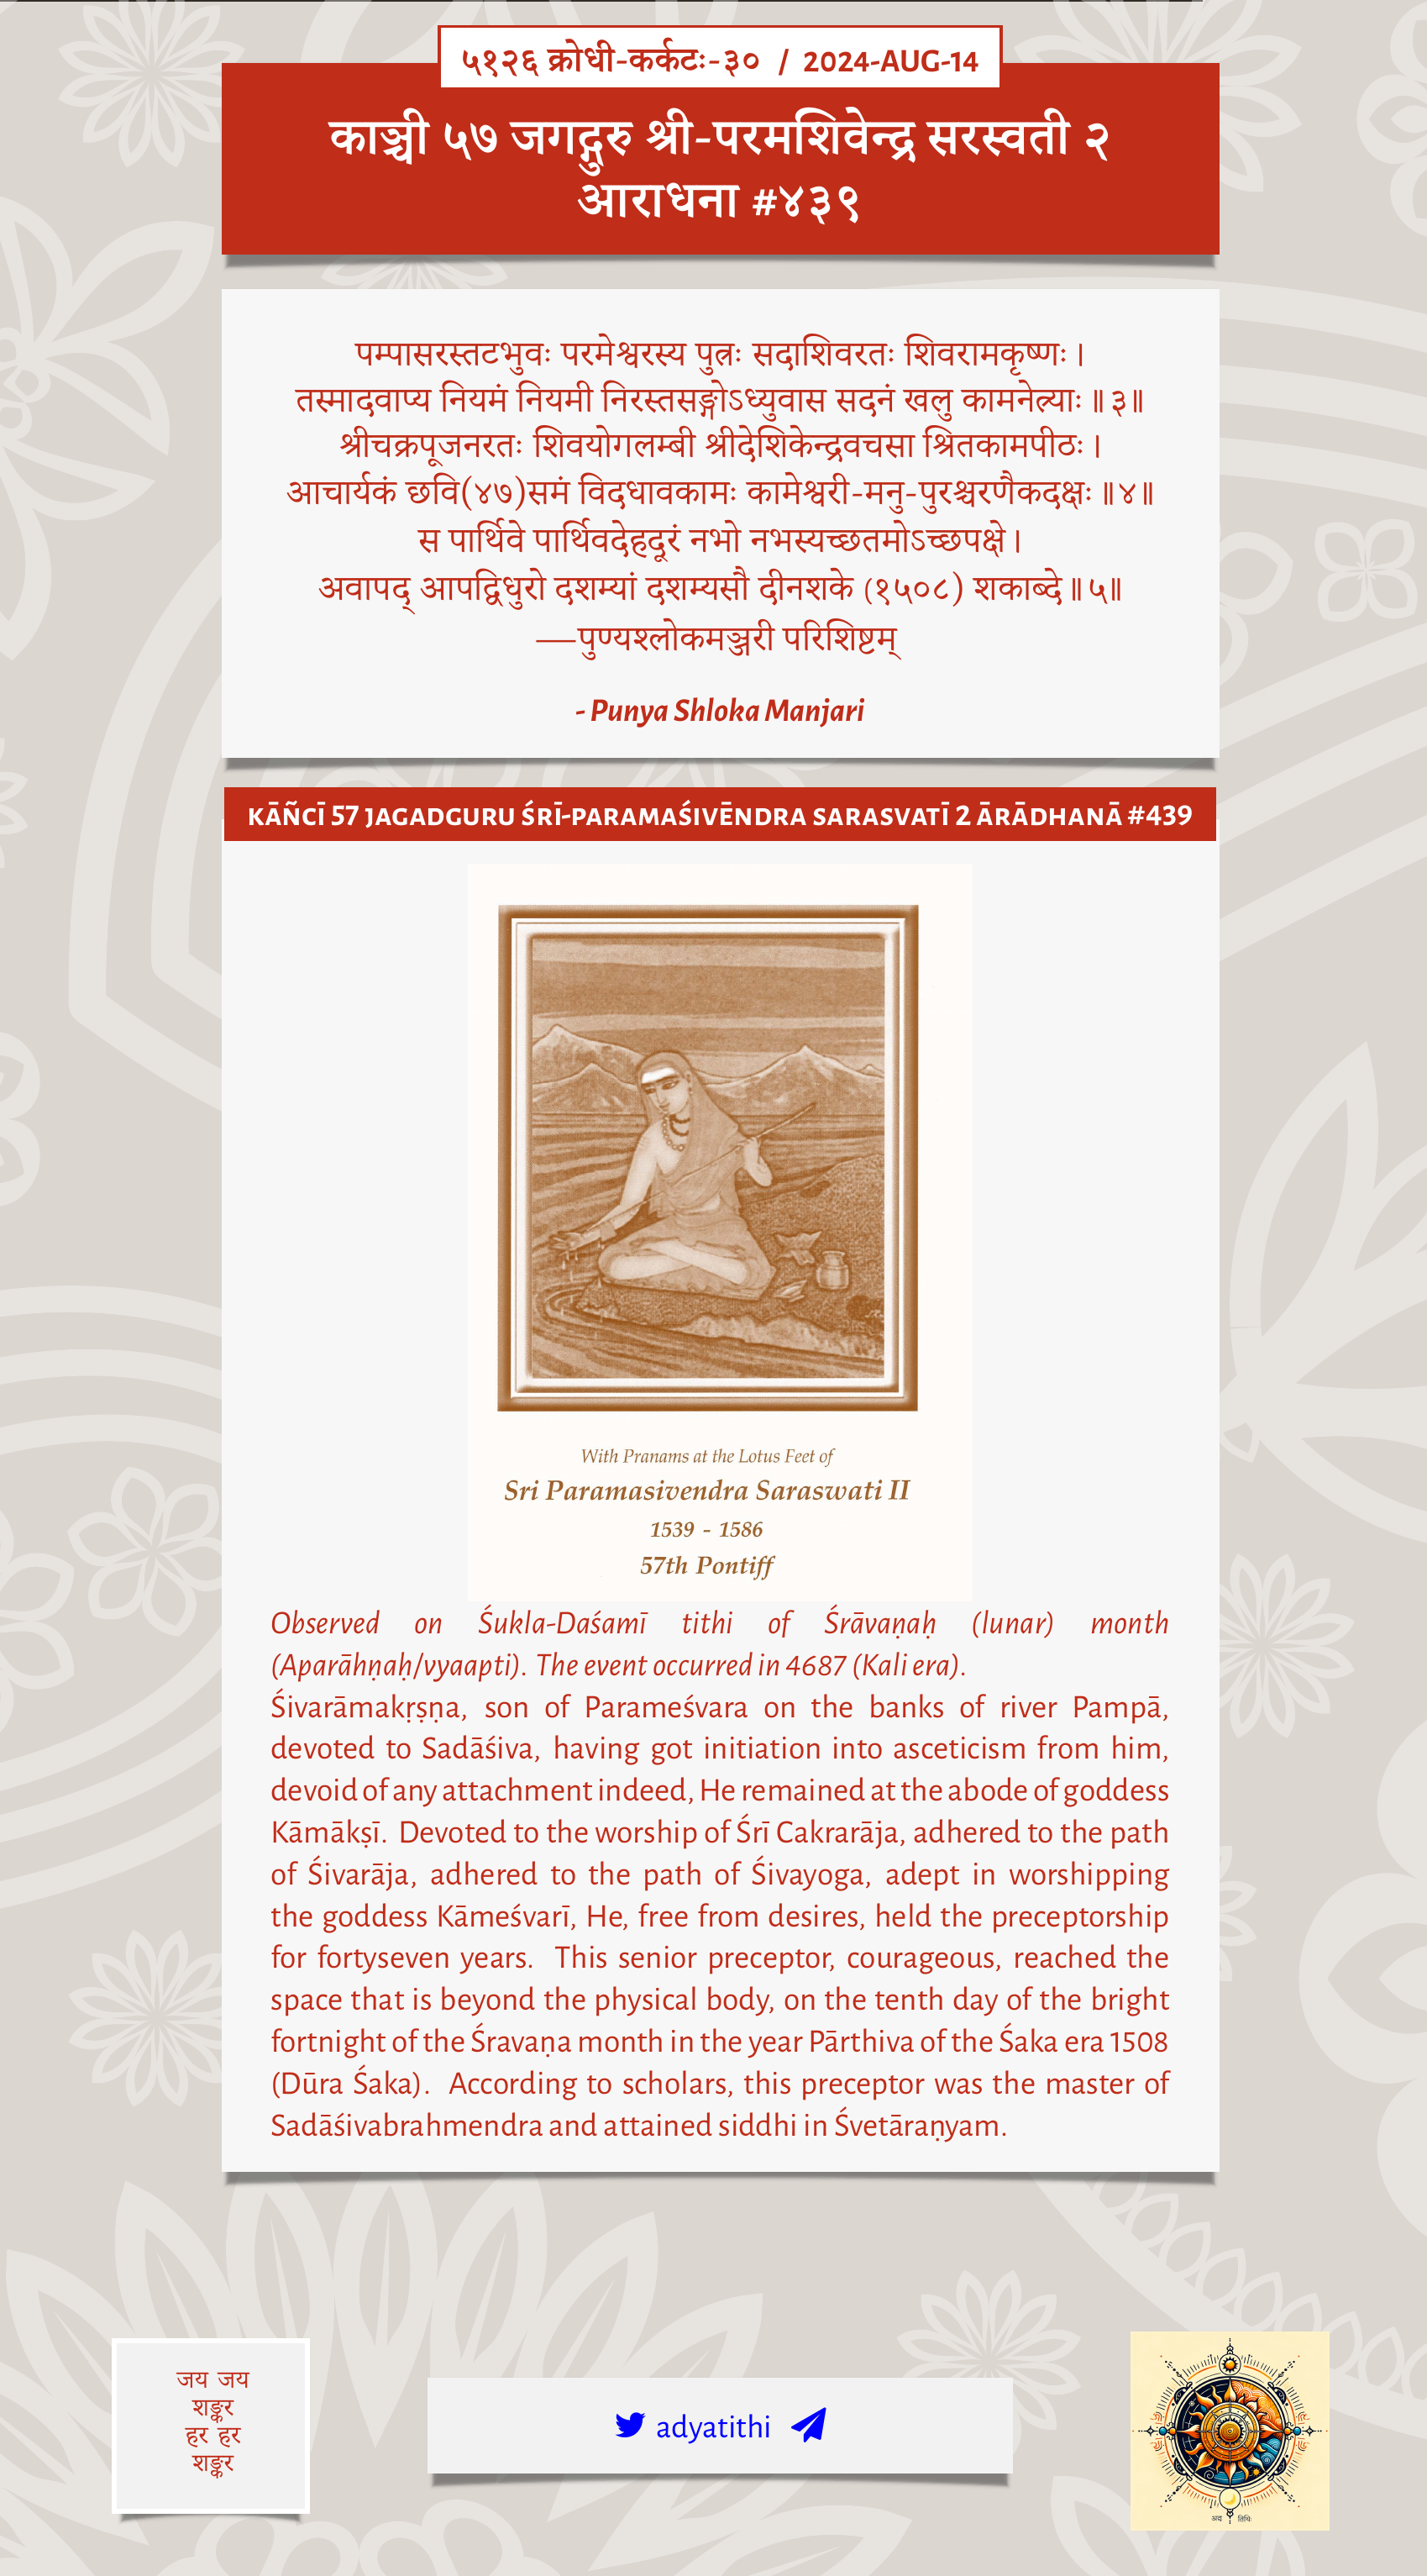 ५१२६ क्रोधी-कर्कटः-३० / 2024-AUG-14
काञ्ची ५७ जगद्गुरु श्री-परमशिवेन्द्र सरस्वती २
आराधना #४३९
पम्पासरस्तटभुवः परमेश्वरस्य पुत्रः सदाशिवरतः शिवरामकृष्णः।
तस्मादवाप्य नियमं नियमी निरस्तसङ्गोऽध्युवास सदनं खलु कामनेत्र्याः॥३॥
श्रीचक्रपूजनरतः शिवयोगलम्बी श्रीदेशिकेन्द्रवचसा श्रितकामपीठः।
आचार्यकं छवि(४७)समं विदधावकामः कामेश्वरी-मनु-पुरश्चरणैकदक्षः॥४॥
स पार्थिवे पार्थिवदेहदूरं नभो नभस्यच्छतमोऽच्छपक्षे।
अवापद् आपद्विधुरो दशम्यां दशम्यसौ दीनशके (१५०८) शकाब्दे॥५॥
—पुण्यश्लोकमञ्जरी परिशिष्टम्
- Punya Shloka Manjari
KĀÑCĪ 57 JAGADGURU ŚRĪ-PARAMAŚIVĒNDRA SARASVATĪ 2 ĀRĀDHANĀ #439
With Pranams at the Lotus Feet of
Sri Paramasivendra Saraswati II
1539 - 1586
57th Pontiff
Observed on Śukla-Daśamī tithi of Śrāvaṇaḥ (lunar) month
(Aparāhṇaḥ/vyaapti). The event occurred in 4687 (Kali era).
Śivarāmakṛṣṇa, son of Parameśvara on the banks of river Pampā,
devoted to Sadāśiva, having got initiation into asceticism from him,
devoid of any attachment indeed, He remained at the abode of goddess
Kāmākṣī. Devoted to the worship of Śrī Cakrarāja, adhered to the path
of Śivarāja, adhered to the path of Śivayoga, adept in worshipping
the goddess Kāmeśvarī, He, free from desires, held the preceptorship
for fortyseven years. This senior preceptor, courageous, reached the
space that is beyond the physical body, on the tenth day of the bright
fortnight of the Śravaṇa month in the year Pārthiva of the Śaka era 1508
(Dūra Śaka). According to scholars, this preceptor was the master of
Sadāśivabrahmendra and attained siddhi in Śvetāraṇyam.
जय जय
शङ्कर
हर हर
शङ्कर
adyatithi
अद्य तिथिः